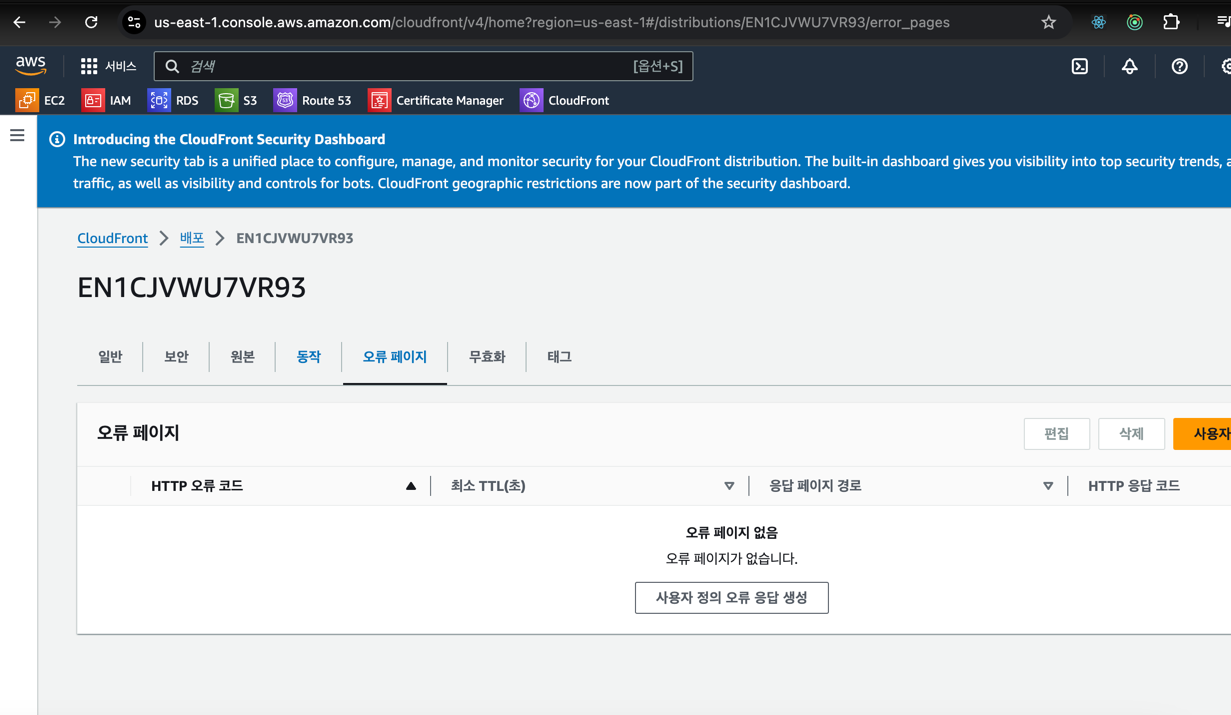 us-east-1.console.aws.amazon.com/cloudfront/v4/home?region=us-east-1#/distributions/EN1CJVWU7VR93/error_pages
aws 서비스 검색 [옵션+S]
EC2 IAM RDS S3 Route 53 Certificate Manager CloudFront
Introducing the CloudFront Security Dashboard
The new security tab is a unified place to configure, manage, and monitor security for your CloudFront distribution. The built-in dashboard gives you visibility into top security trends, a
traffic, as well as visibility and controls for bots. CloudFront geographic restrictions are now part of the security dashboard.
CloudFront 배포 EN1CJVWU7VR93
EN1CJVWU7VR93
일반 보안 원본 동작 오류 페이지 무효화 태그
오류 페이지 편집 삭제 사용자
HTTP 오류 코드 최소 TTL(초) 응답 페이지 경로 HTTP 응답 코드
오류 페이지 없음
오류 페이지가 없습니다.
사용자 정의 오류 응답 생성